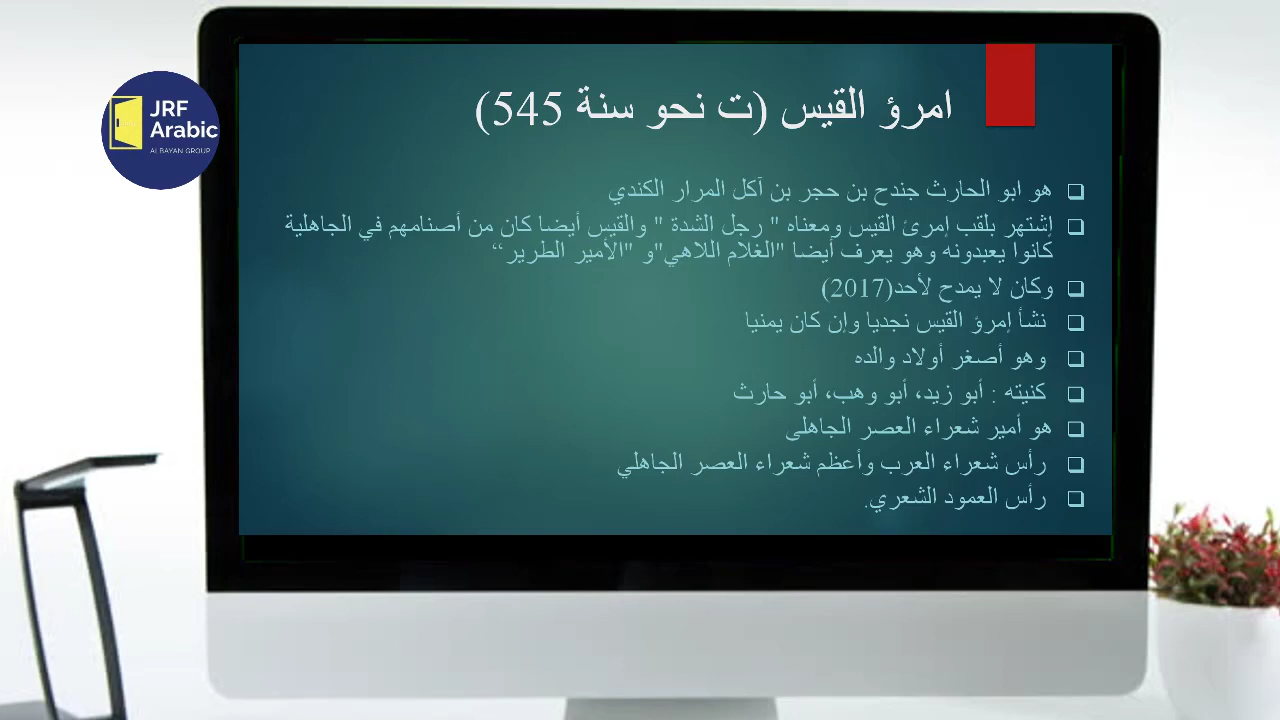 JRF
Arabic
ALBAYAN GROUP
امرؤ القيس (ت نحو سنة 545)
هو ابو الحارث جندح بن حجر بن آكل المرار الكندي
إشتهر بلقب إمرئ القيس ومعناه " رجل الشدة " والقيس أيضا كان من أصنامهم في الجاهلية
كانوا يعبدونه وهو يعرف أيضا "الغلام اللاهي"و "الأمير الطرير“
وكان لا يمدح لأحد(2017)
نشأ إمرؤ القيس نجديا وإن كان يمنيا
وهو أصغر أولاد والده
كنيته : أبو زيد، أبو وهب، أبو حارث
هو أمير شعراء العصر الجاهلى
رأس شعراء العرب وأعظم شعراء العصر الجاهلي
رأس العمود الشعري.